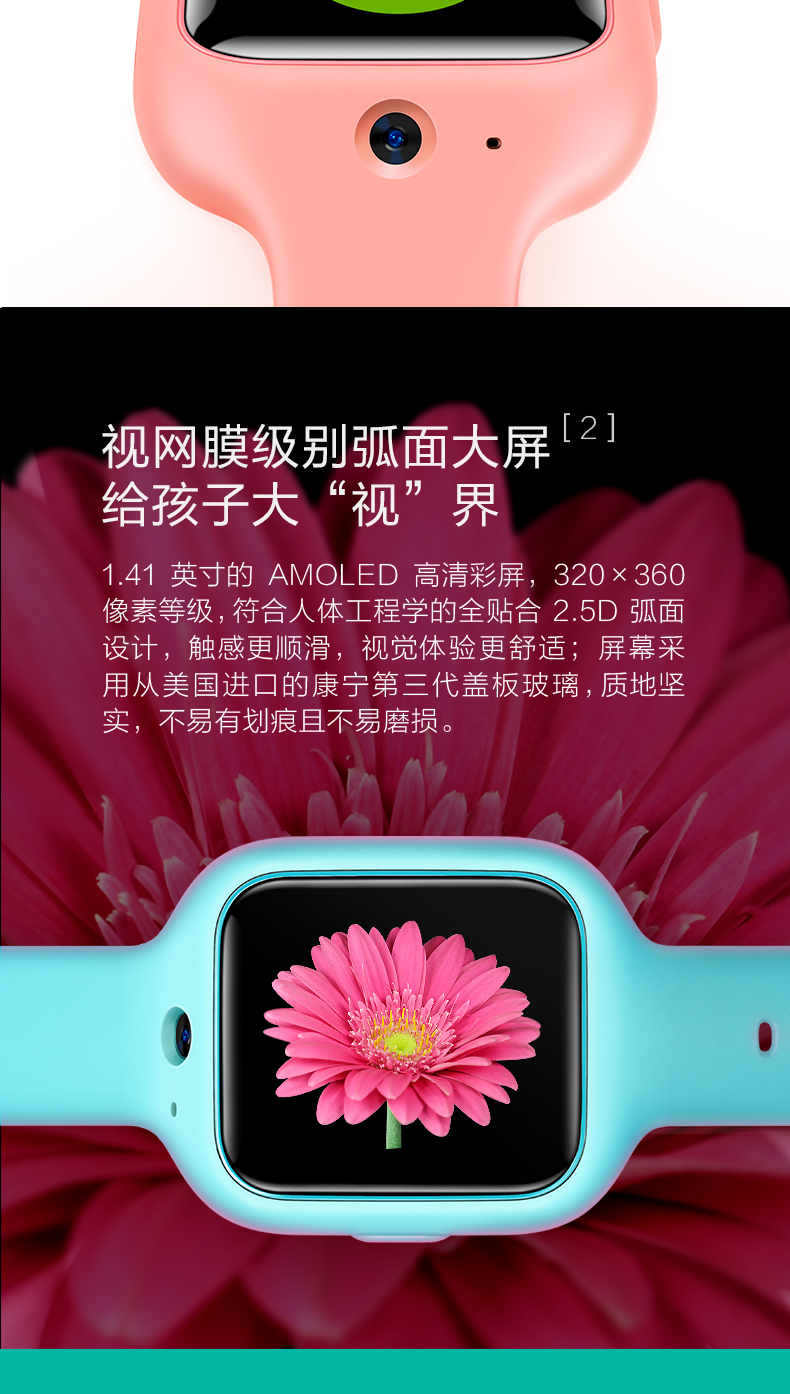 视网膜级别弧面大屏[2]
给孩子大“视”界
1.41 英寸的 AMOLED 高清彩屏，320×360
像素等级，符合人体工程学的全贴合 2.5D 弧面
设计，触感更顺滑，视觉体验更舒适；屏幕采
用从美国进口的康宁第三代盖板玻璃，质地坚
实，不易有划痕且不易磨损。